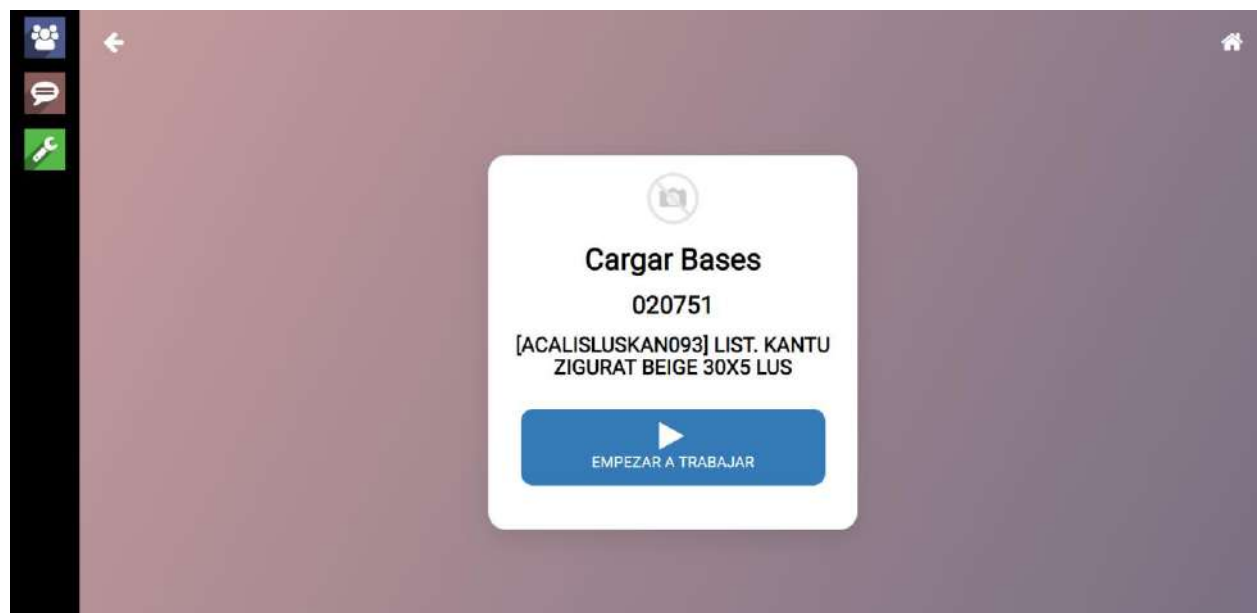 Cargar Bases
020751
[ACALISLUSKAN093] LIST. KANTU
ZIGURAT BEIGE 30X5 LUS
EMPEZAR A TRABAJAR